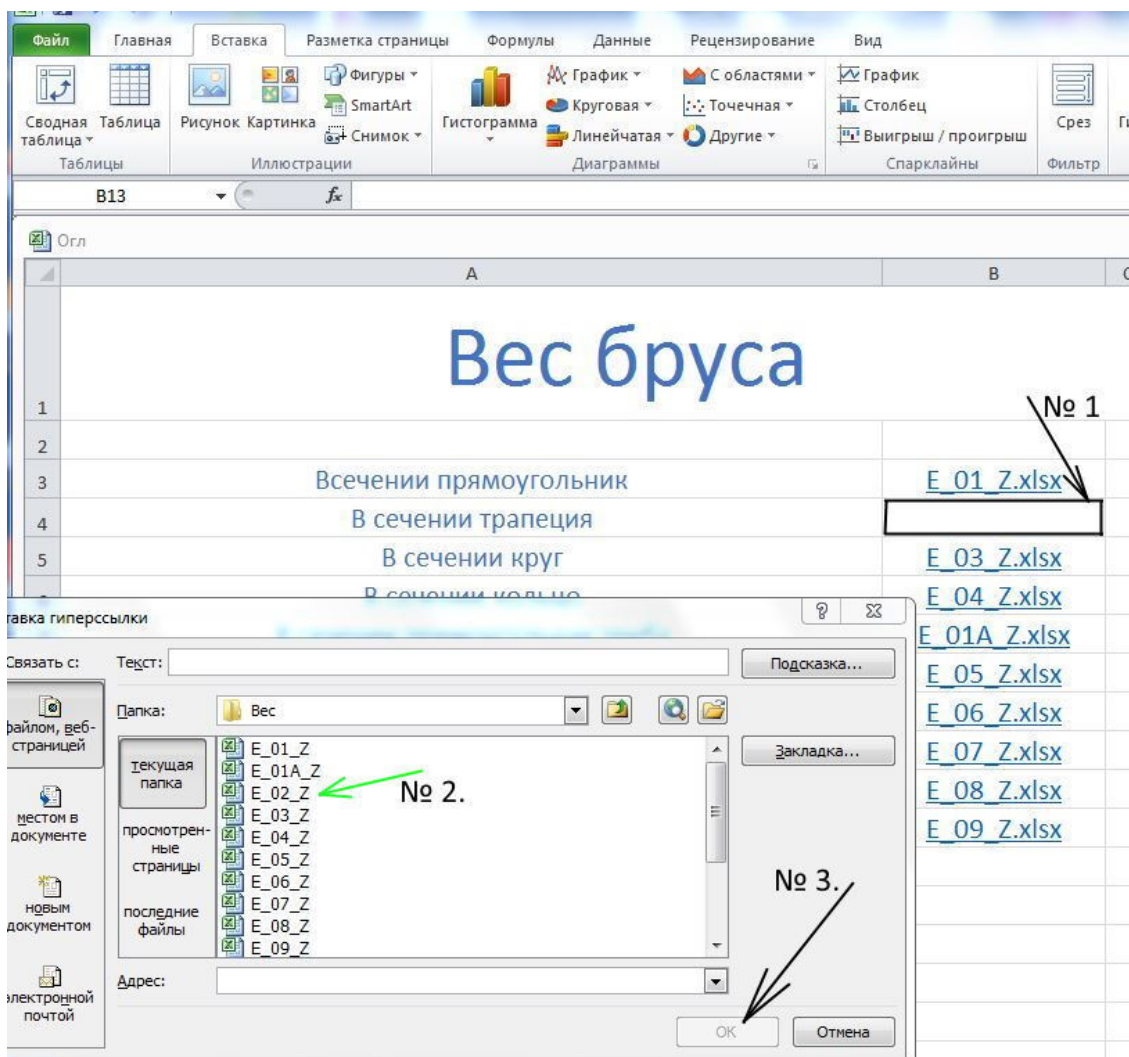 Файл Главная Вставка Разметка страницы Формулы Данные Рецензирование Вид
Сводная таблица
Таблица
Рисунок
Картинка
Фигуры
SmartArt
Снимок
Гистограмма
График
Круговая
Линейчатая
С областями
Точечная
Другие
График
Столбец
Выигрыш / проигрыш
Срез
Таблицы Иллюстрации Диаграммы Спарклайны Фильтр
B13 fx
Огл
A B
Вес бруса
1
№ 1
2
3 Всечении прямоугольник E_01_Z.xlsx
4 В сечении трапеция
5 В сечении круг E_03_Z.xlsx
В сечении кольцо E_04_Z.xlsx
E_01A_Z.xlsx
E_05_Z.xlsx
E_06_Z.xlsx
E_07_Z.xlsx
E_08_Z.xlsx
E_09_Z.xlsx
тавка гиперссылки
Связать с:
Текст:
Подсказка...
файлом, веб-
страницей
местом в
документе
новым
документом
электронной
почтой
Папка: Вес
текущая
папка
просмотрен-
ные
страницы
последние
файлы
E_01_Z
E_01A_Z
E_02_Z
E_03_Z
E_04_Z
E_05_Z
E_06_Z
E_07_Z
E_08_Z
E_09_Z
№ 2.
Закладка...
№ 3.
Адрес:
ОК Отмена